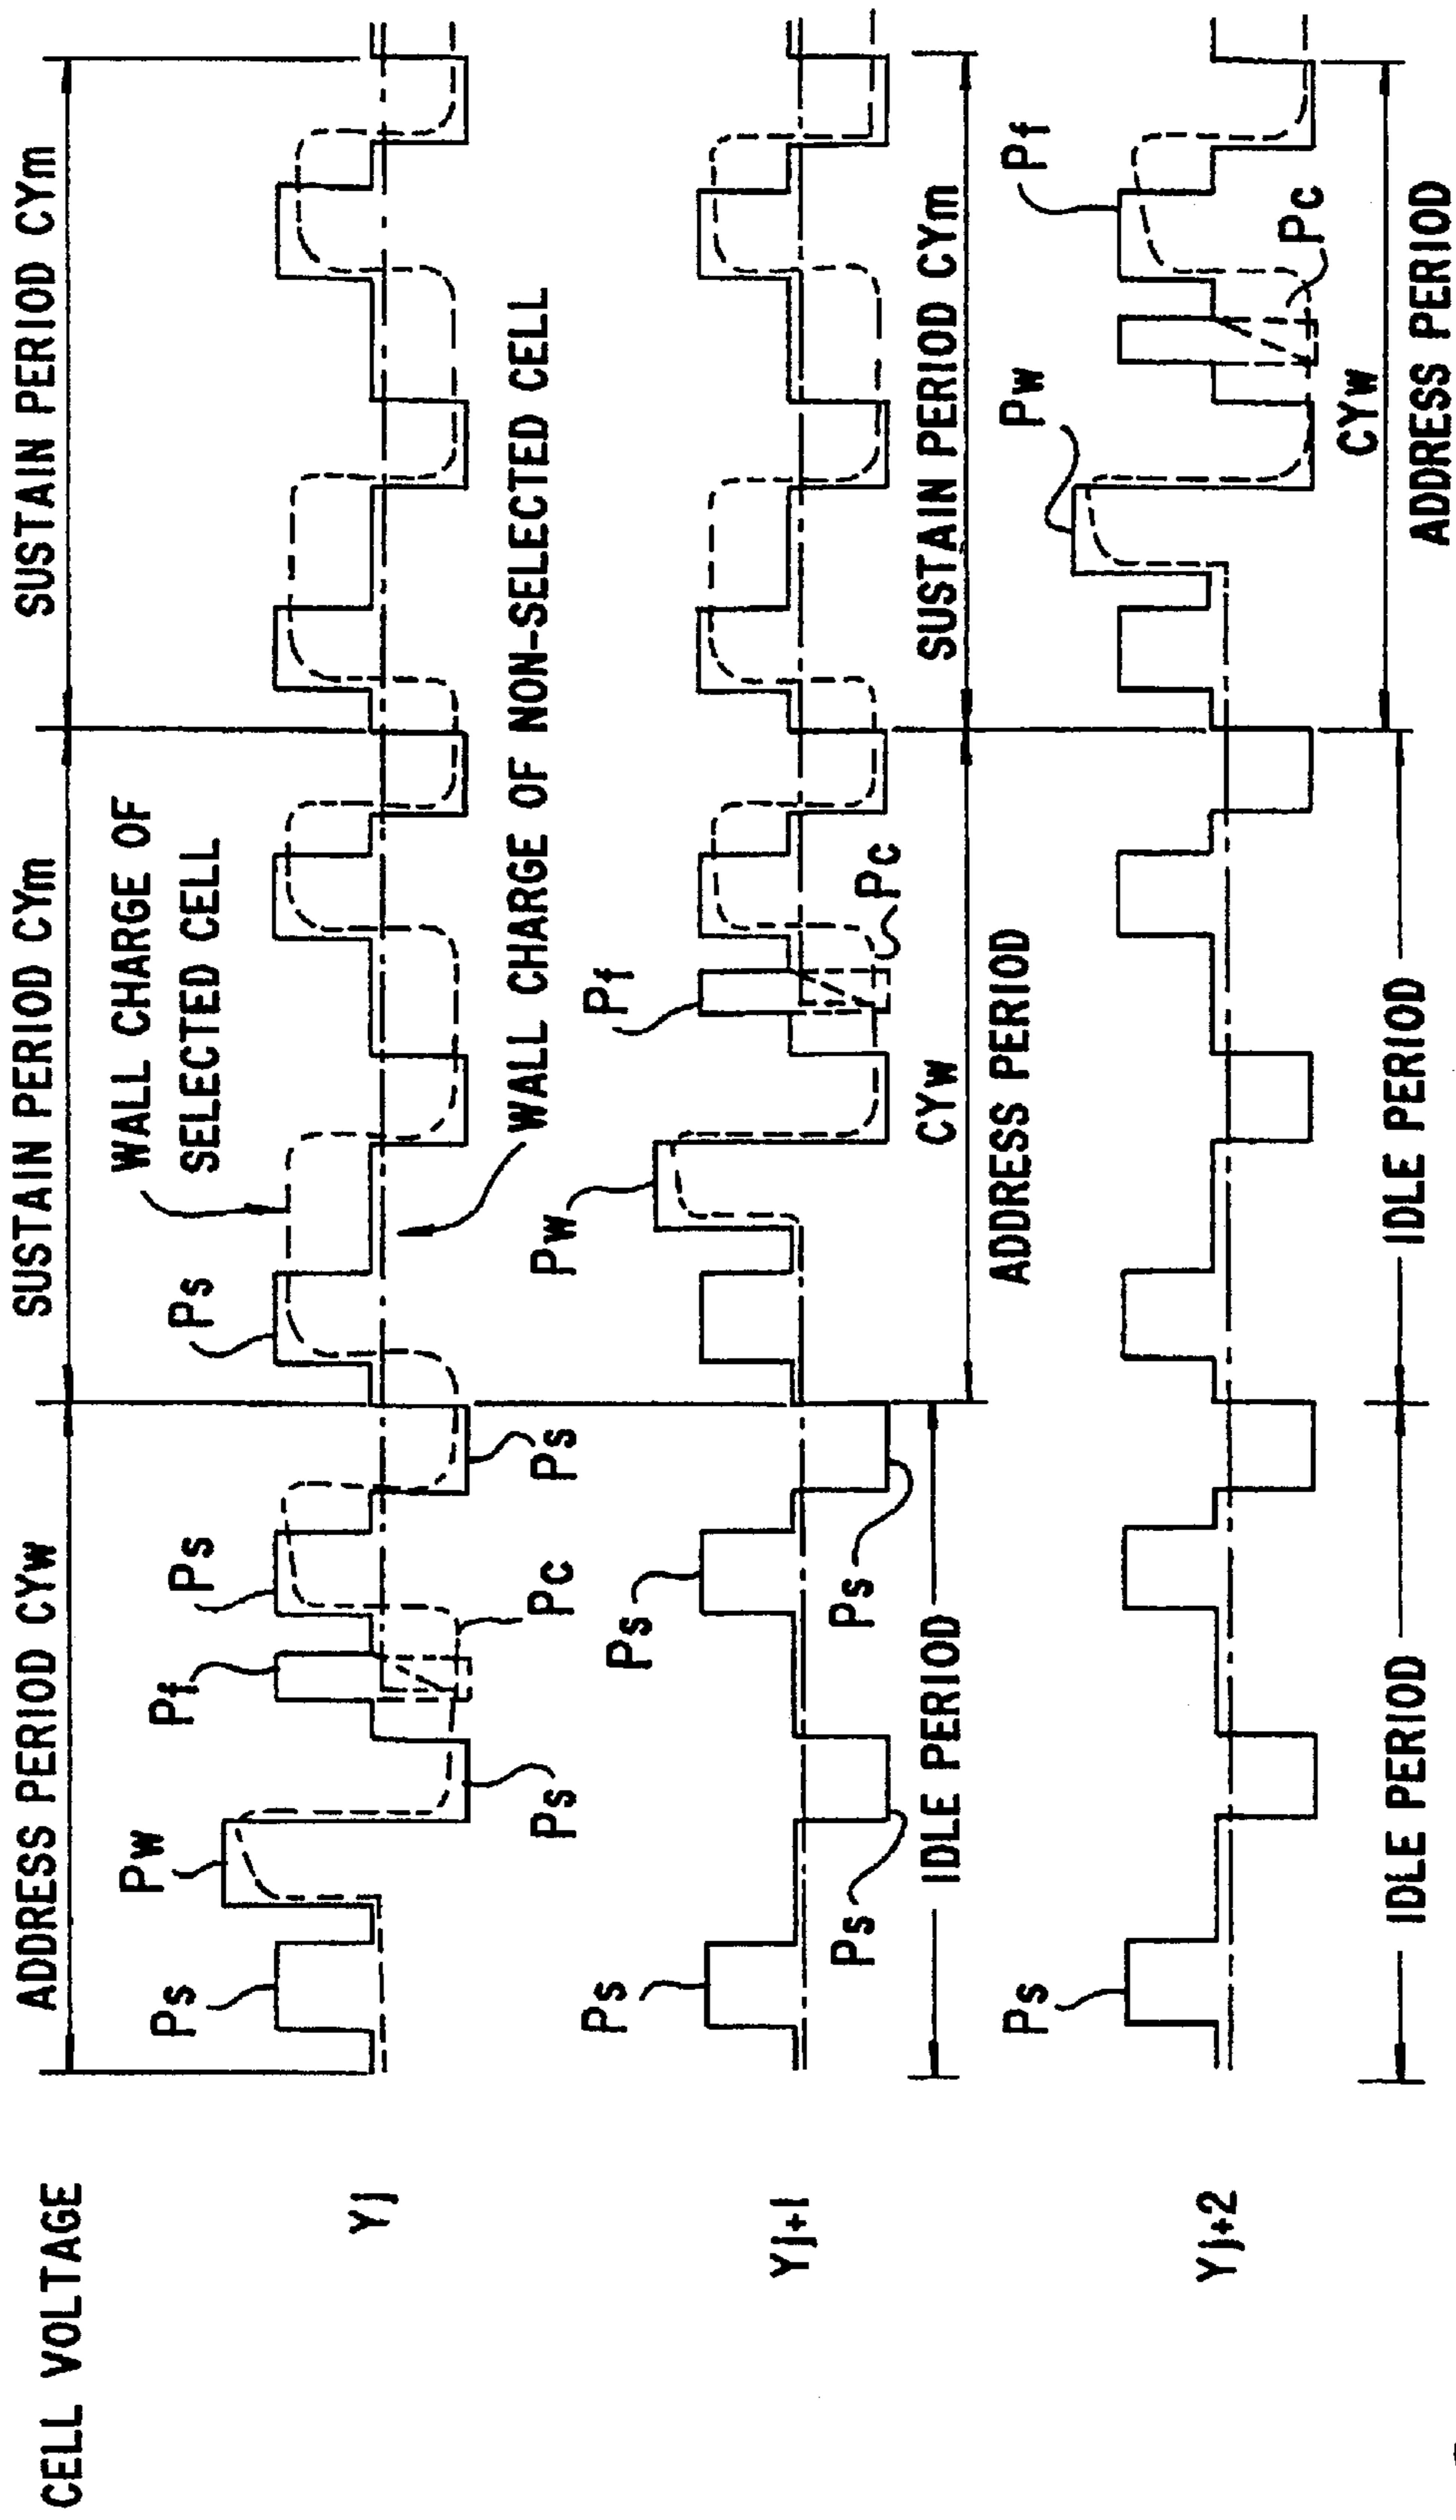 CELL VOLTAGE
ADDRESS PERIOD CYw
SUSTAIN PERIOD CYm
SUSTAIN PERIOD CYm
WALL CHARGE OF
SELECTED CELL
Pw
Ps
Pf
Ps
Ps
Yj
Ps
Pc
Ps
WALL CHARGE OF NON-SELECTED CELL
Pw
Pf
Ps
Ps
Yj+1
Pc
Ps
Ps
IDLE PERIOD
CYw
SUSTAIN PERIOD CYm
ADDRESS PERIOD
Ps
Pw
Pf
Yj+2
Pc
CYw
IDLE PERIOD
IDLE PERIOD
ADDRESS PERIOD